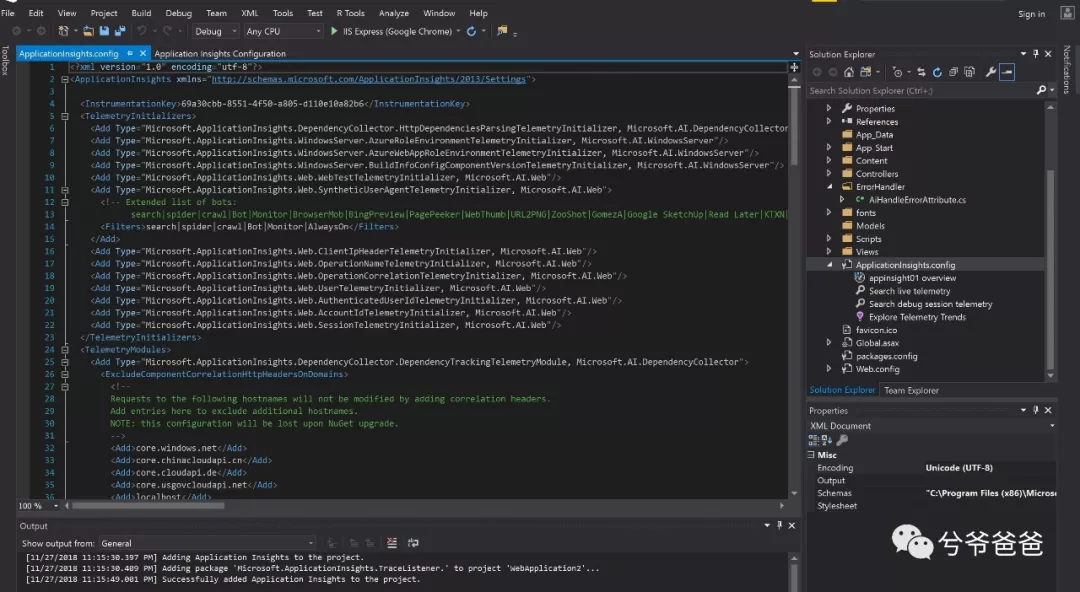 File Edit View Project Build Debug Team XML Tools Test R Tools Analyze Window Help
Sign in
Debug Any CPU IIS Express (Google Chrome)
Toolbox
Notifications
ApplicationInsights.config Application Insights Configuration
1 <?xml version="1.0" encoding="utf-8"?>
2 <ApplicationInsights xmlns="http://schemas.microsoft.com/ApplicationInsights/2013/Settings">
3
4 <InstrumentationKey>69a30cbb-8551-4f50-a805-d110e10a82b6</InstrumentationKey>
5 <TelemetryInitializers>
6 <Add Type="Microsoft.ApplicationInsights.DependencyCollector.HttpDependenciesParsingTelemetryInitializer, Microsoft.AI.DependencyCollector
7 <Add Type="Microsoft.ApplicationInsights.WindowsServer.AzureRoleEnvironmentTelemetryInitializer, Microsoft.AI.WindowsServer"/>
8 <Add Type="Microsoft.ApplicationInsights.WindowsServer.AzureWebAppRoleEnvironmentTelemetryInitializer, Microsoft.AI.WindowsServer"/>
9 <Add Type="Microsoft.ApplicationInsights.WindowsServer.BuildInfoConfigComponentVersionTelemetryInitializer, Microsoft.AI.WindowsServer"/>
10 <Add Type="Microsoft.ApplicationInsights.Web.WebTestTelemetryInitializer, Microsoft.AI.Web"/>
11 <Add Type="Microsoft.ApplicationInsights.Web.SyntheticUserAgentTelemetryInitializer, Microsoft.AI.Web">
12 <!-- Extended list of bots:
13 search|spider|crawl|Bot|Monitor|BrowserMob|BingPreview|PagePeeker|WebThumb|URL2PNG|ZooShot|GomezA|Google SketchUp|Read Later|KTXN|
14 <Filters>search|spider|crawl|Bot|Monitor|AlwaysOn</Filters>
15 </Add>
16 <Add Type="Microsoft.ApplicationInsights.Web.ClientIpHeaderTelemetryInitializer, Microsoft.AI.Web"/>
17 <Add Type="Microsoft.ApplicationInsights.Web.OperationNameTelemetryInitializer, Microsoft.AI.Web"/>
18 <Add Type="Microsoft.ApplicationInsights.Web.OperationCorrelationTelemetryInitializer, Microsoft.AI.Web"/>
19 <Add Type="Microsoft.ApplicationInsights.Web.UserTelemetryInitializer, Microsoft.AI.Web"/>
20 <Add Type="Microsoft.ApplicationInsights.Web.AuthenticatedUserIdTelemetryInitializer, Microsoft.AI.Web"/>
21 <Add Type="Microsoft.ApplicationInsights.Web.AccountIdTelemetryInitializer, Microsoft.AI.Web"/>
22 <Add Type="Microsoft.ApplicationInsights.Web.SessionTelemetryInitializer, Microsoft.AI.Web"/>
23 </TelemetryInitializers>
24 <TelemetryModules>
25 <Add Type="Microsoft.ApplicationInsights.DependencyCollector.DependencyTrackingTelemetryModule, Microsoft.AI.DependencyCollector">
26 <ExcludeComponentCorrelationHttpHeadersOnDomains>
27 <!--
28 Requests to the following hostnames will not be modified by adding correlation headers.
29 Add entries here to exclude additional hostnames.
30 NOTE: this configuration will be lost upon NuGet upgrade.
31 -->
32 <Add>core.windows.net</Add>
33 <Add>core.chinacloudapi.cn</Add>
34 <Add>core.cloudapi.de</Add>
35 <Add>core.usgovcloudapi.net</Add>
36 <Add>localhost</Add>
100 %
Output
Show output from: General
[11/27/2018 11:15:30.397 PM] Adding Application Insights to the project.
[11/27/2018 11:15:30.409 PM] Adding package 'Microsoft.ApplicationInsights.TraceListener.' to project 'WebApplication2'...
[11/27/2018 11:15:49.001 PM] Successfully added Application Insights to the project.
Solution Explorer
Search Solution Explorer (Ctrl+;)
Properties
References
App_Data
App_Start
Content
Controllers
ErrorHandler
C# AiHandleErrorAttribute.cs
fonts
Models
Scripts
Views
ApplicationInsights.config
appinsight01 overview
Search live telemetry
Search debug session telemetry
Explore Telemetry Trends
favicon.ico
Global.asax
packages.config
Web.config
Solution Explorer Team Explorer
Properties
XML Document
Misc
Encoding Unicode (UTF-8)
Output
Schemas "C:\Program Files (x86)\Micros
Stylesheet
兮爷爸爸